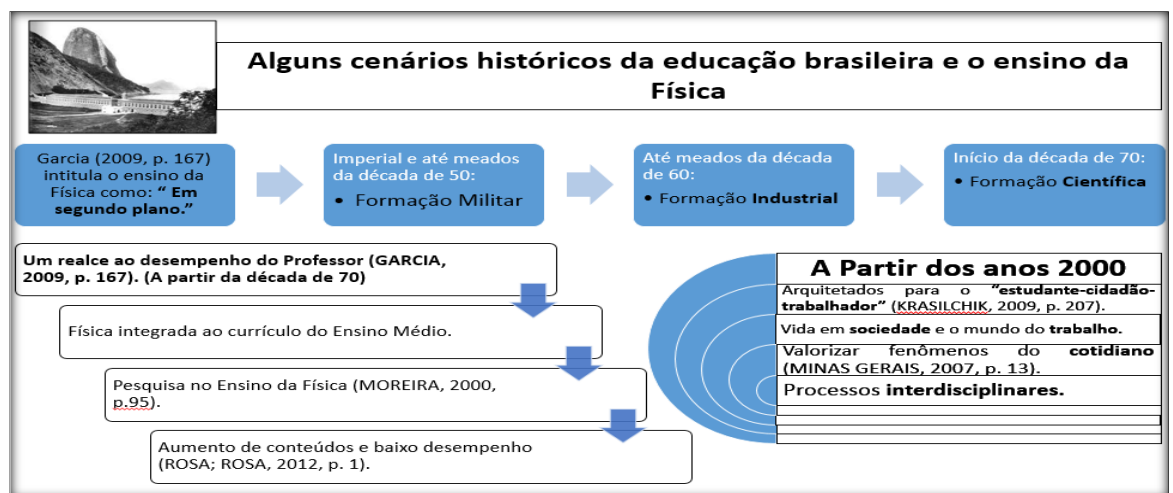 Alguns cenários históricos da educação brasileira e o ensino da
Física
Garcia (2009, p. 167)
intitula o ensino da
Física como: “ Em
segundo plano.”
Imperial e até meados
da década de 50:
• Formação Militar
Até meados da década
de 60:
• Formação Industrial
Início da década de 70:
• Formação Científica
Um realce ao desempenho do Professor (GARCIA,
2009, p. 167). (A partir da década de 70)
Física integrada ao currículo do Ensino Médio.
Pesquisa no Ensino da Física (MOREIRA, 2000,
p.95).
Aumento de conteúdos e baixo desempenho
(ROSA; ROSA, 2012, p. 1).
A Partir dos anos 2000
Arquitetados para o “estudante-cidadão-
trabalhador” (KRASILCHIK, 2009, p. 207).
Vida em sociedade e o mundo do trabalho.
Valorizar fenômenos do cotidiano
(MINAS GERAIS, 2007, p. 13).
Processos interdisciplinares.